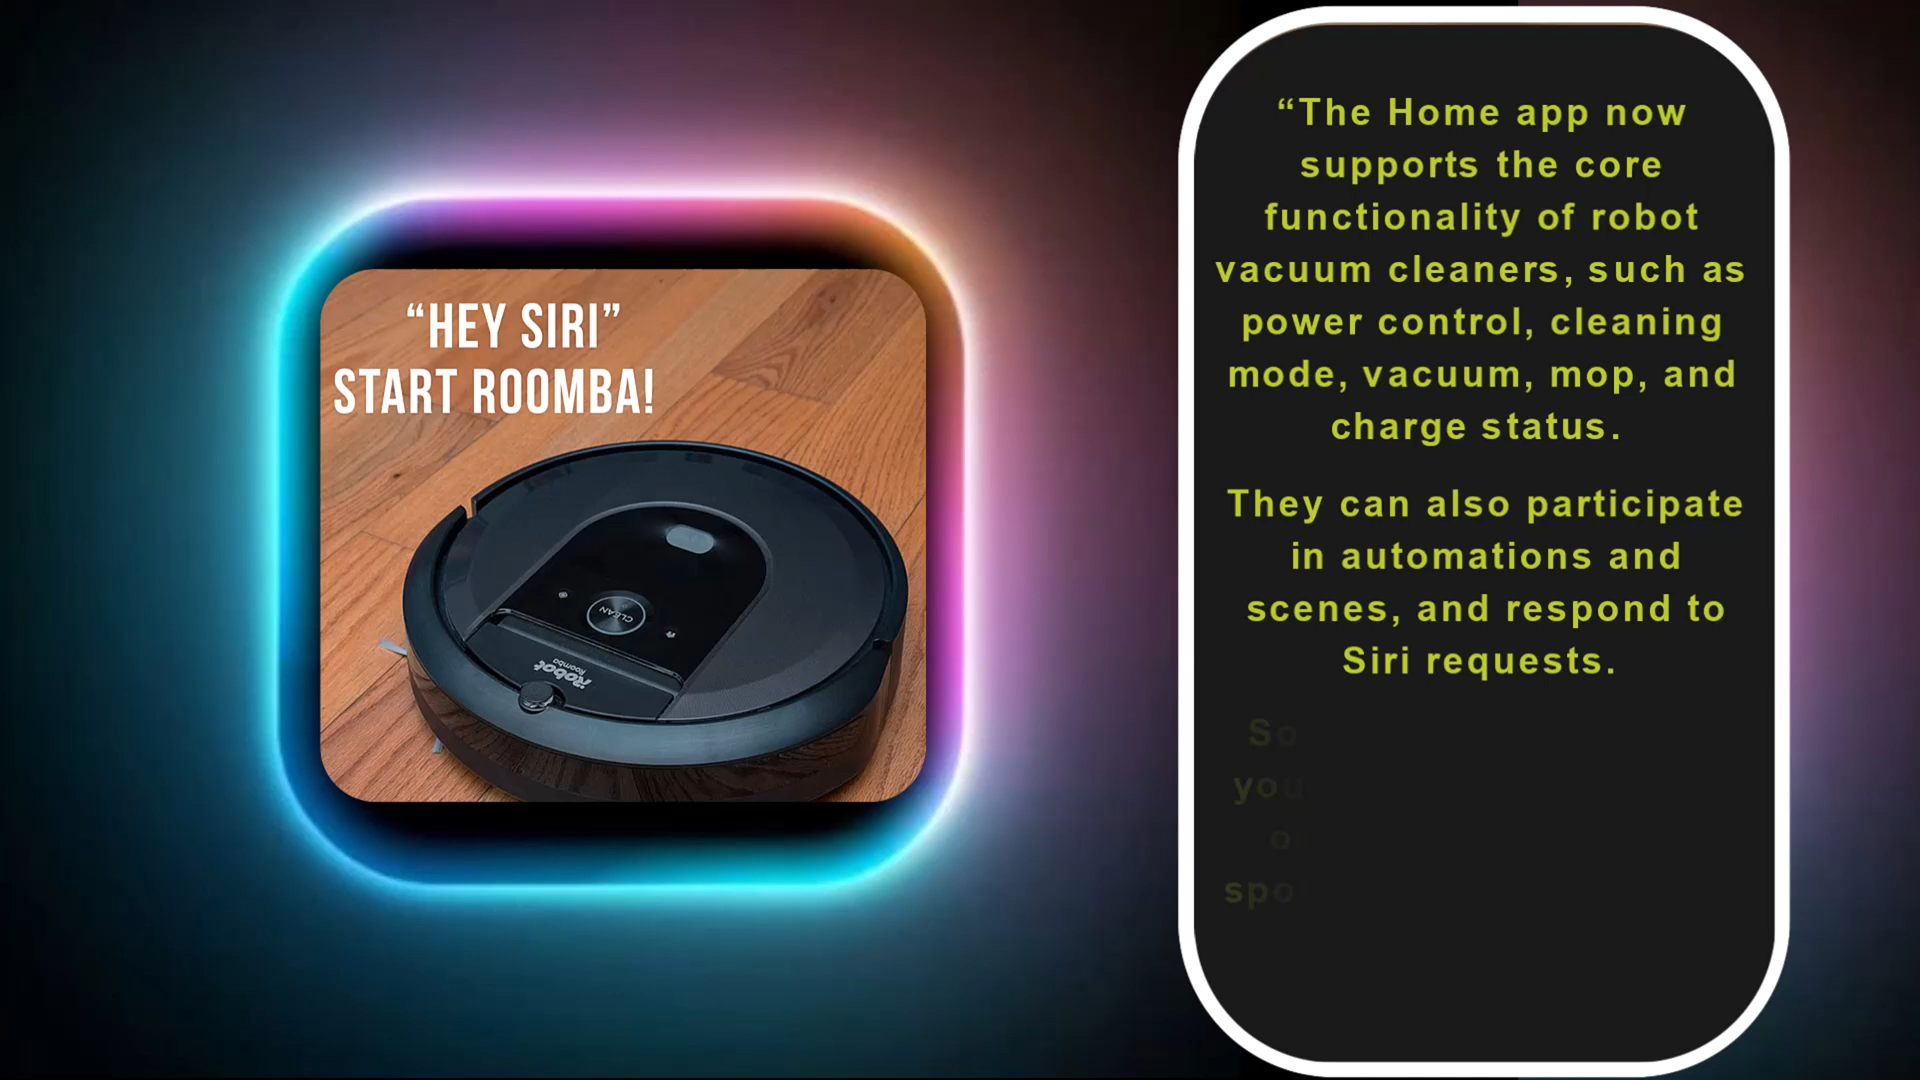 “HEY SIRI”
START ROOMBA!
CLEAN
iRobot
Roomba
“The Home app now
supports the core
functionality of robot
vacuum cleaners, such as
power control, cleaning
mode, vacuum, mop, and
charge status.
They can also participate
in automations and
scenes, and respond to
Siri requests.
So